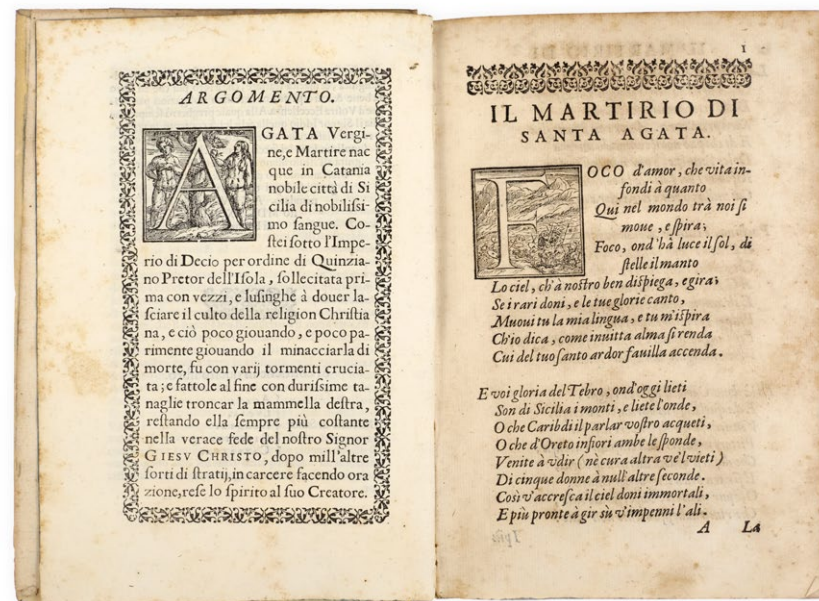 ARGOMENTO.
AGATA Vergi-
ne, e Martire nac
que in Catania
nobile città di Si
cilia di nobilissi
mo sangue. Co-
stei sotto l'Impe-
rio di Decio per ordine di Quinzia-
no Pretor dell'Isola, sollecitata pri-
ma con vezzi, e lusinghe à douer la-
sciare il culto della religion Christia
na, e ciò poco giouando, e poco pa-
rimente giouando il minacciarla di
morte, fu con varij tormenti crucia-
ta; e fattole al fine con durissime ta-
naglie troncar la mammella destra,
restando ella sempre più costante
nella verace fede del nostro Signor
GIESV CHRISTO, dopo mill'altre
sorti di stratij, in carcere facendo ora
zione, rese lo spirito al suo Creatore.
1
IL MARTIRIO DI
SANTA AGATA.
FOCO d'amor, che vita in-
fondi à quanto
Qui nel mondo trà noi si
moue, e spira;
Foco, ond'hà luce il sol, di
stelle il manto
Lo ciel, ch'à nostro ben dispiega, e gira;
Se i rari doni, e le tue glorie canto,
Muoui tu la mia lingua, e tu m'ispira
Ch'io dica, come inuitta alma si renda
Cui del tuo santo ardor fauilla accenda.
E voi gloria del Tebro, ond'oggi lieti
Son di Sicilia i monti, e liete l'onde,
O che Caribdi il parlar vostro acqueti,
O che d'Oreto infiori ambe le sponde,
Venite à vdir (nè cura altra ve'l vieti)
Di cinque donne à null'altre seconde.
Così v'accresca il ciel doni immortali,
E più pronte à gir sù v'impenni l'ali.
A La